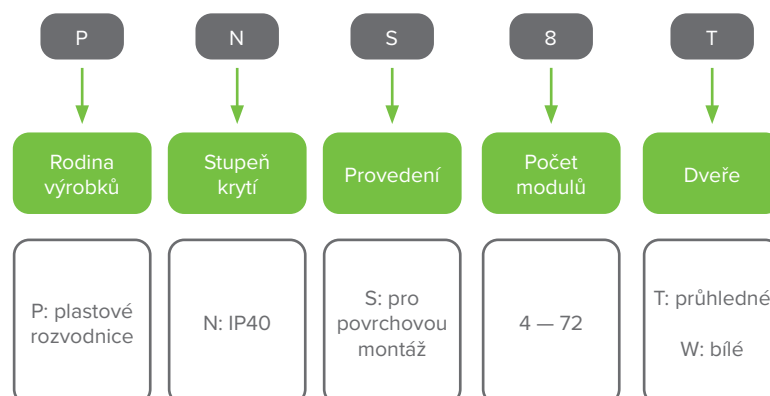 P
N
S
8
T
Rodina
výrobků
Stupeň
krytí
Provedení
Počet
modulů
Dveře
P: plastové
rozvodnice
N: IP40
S: pro
povrchovou
montáž
4 — 72
T: průhledné
W: bílé